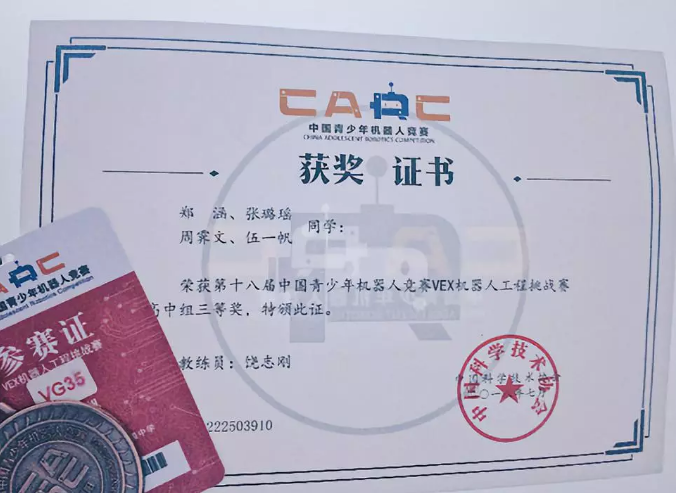 CARC
中国青少年机器人竞赛
CHINA ADOLESCENT ROBOTICS COMPETITION
获奖 证书
郑 涵、张璐瑶
周霁文、伍一帆 同学:
荣获第十八届中国青少年机器人竞赛VEX机器人工程挑战赛
高中组三等奖, 特颁此证。
教练员: 饶志刚
中国科学技术协会
222503910
国青少年机器人竞赛
Adolescent Robotics Competition
参赛证
VEX机器人工程挑战赛
VG35
中学